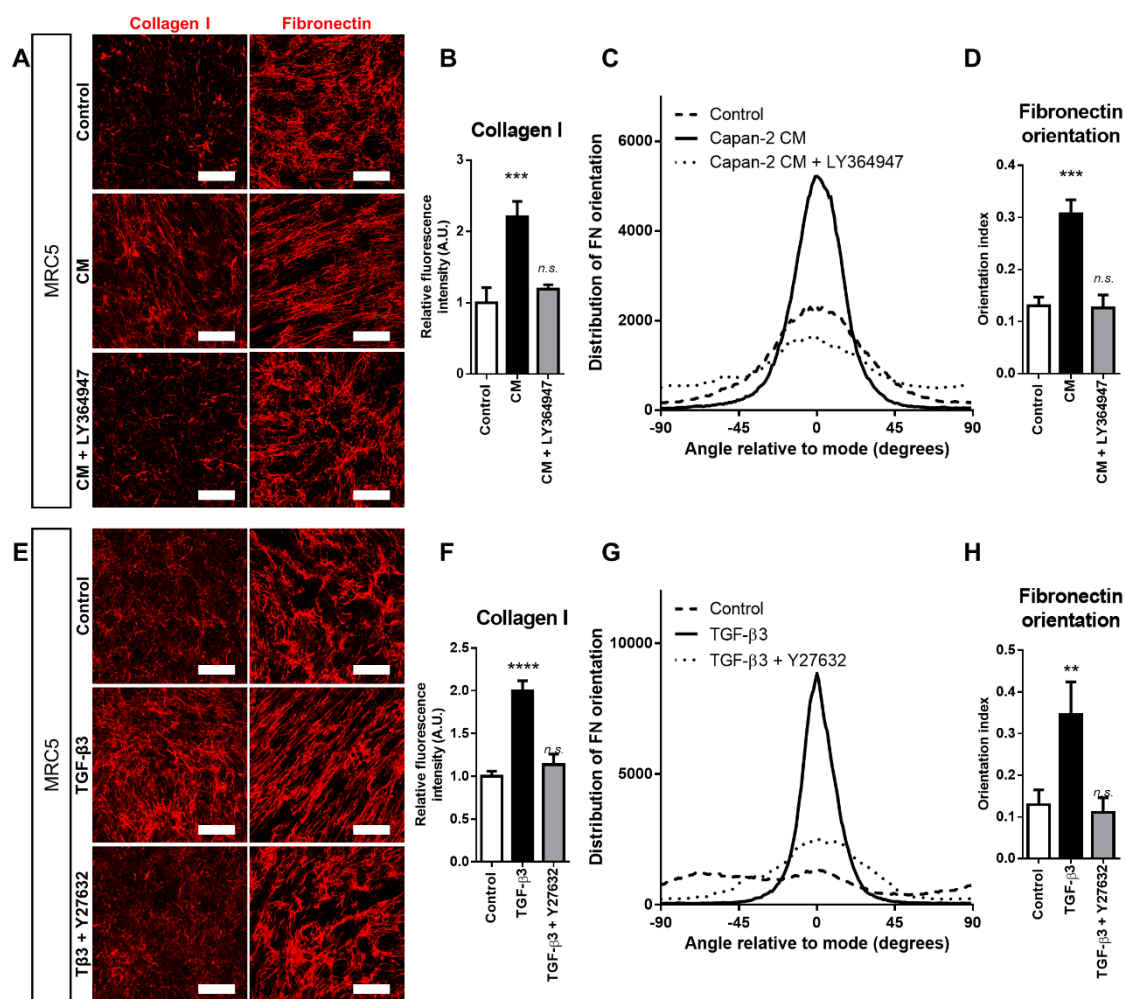 Collagen I
Fibronectin
A
MRC5
Control
CM
CM + LY364947
B
Collagen I
Relative fluorescence
intensity (A.U.)
3
2
1
0
***
n.s.
Control
CM
CM + LY364947
C
Control
Capan-2 CM
Capan-2 CM + LY364947
Distribution of FN orientation
6000
4000
2000
0
-90
-45
0
45
90
Angle relative to mode (degrees)
D
Fibronectin
orientation
Orientation index
0.4
0.3
0.2
0.1
0.0
***
n.s.
Control
CM
CM + LY364947
E
MRC5
Control
TGF-β3
Tβ3 + Y27632
F
Collagen I
Relative fluorescence
intensity (A.U.)
2.5
2.0
1.5
1.0
0.5
0.0
****
n.s.
Control
TGF-β3
TGF-β3 + Y27632
G
Control
TGF-β3
TGF-β3 + Y27632
Distribution of FN orientation
10000
5000
0
-90
-45
0
45
90
Angle relative to mode (degrees)
H
Fibronectin
orientation
Orientation index
0.5
0.4
0.3
0.2
0.1
0.0
**
n.s.
Control
TGF-β3
TGF-β3 + Y27632